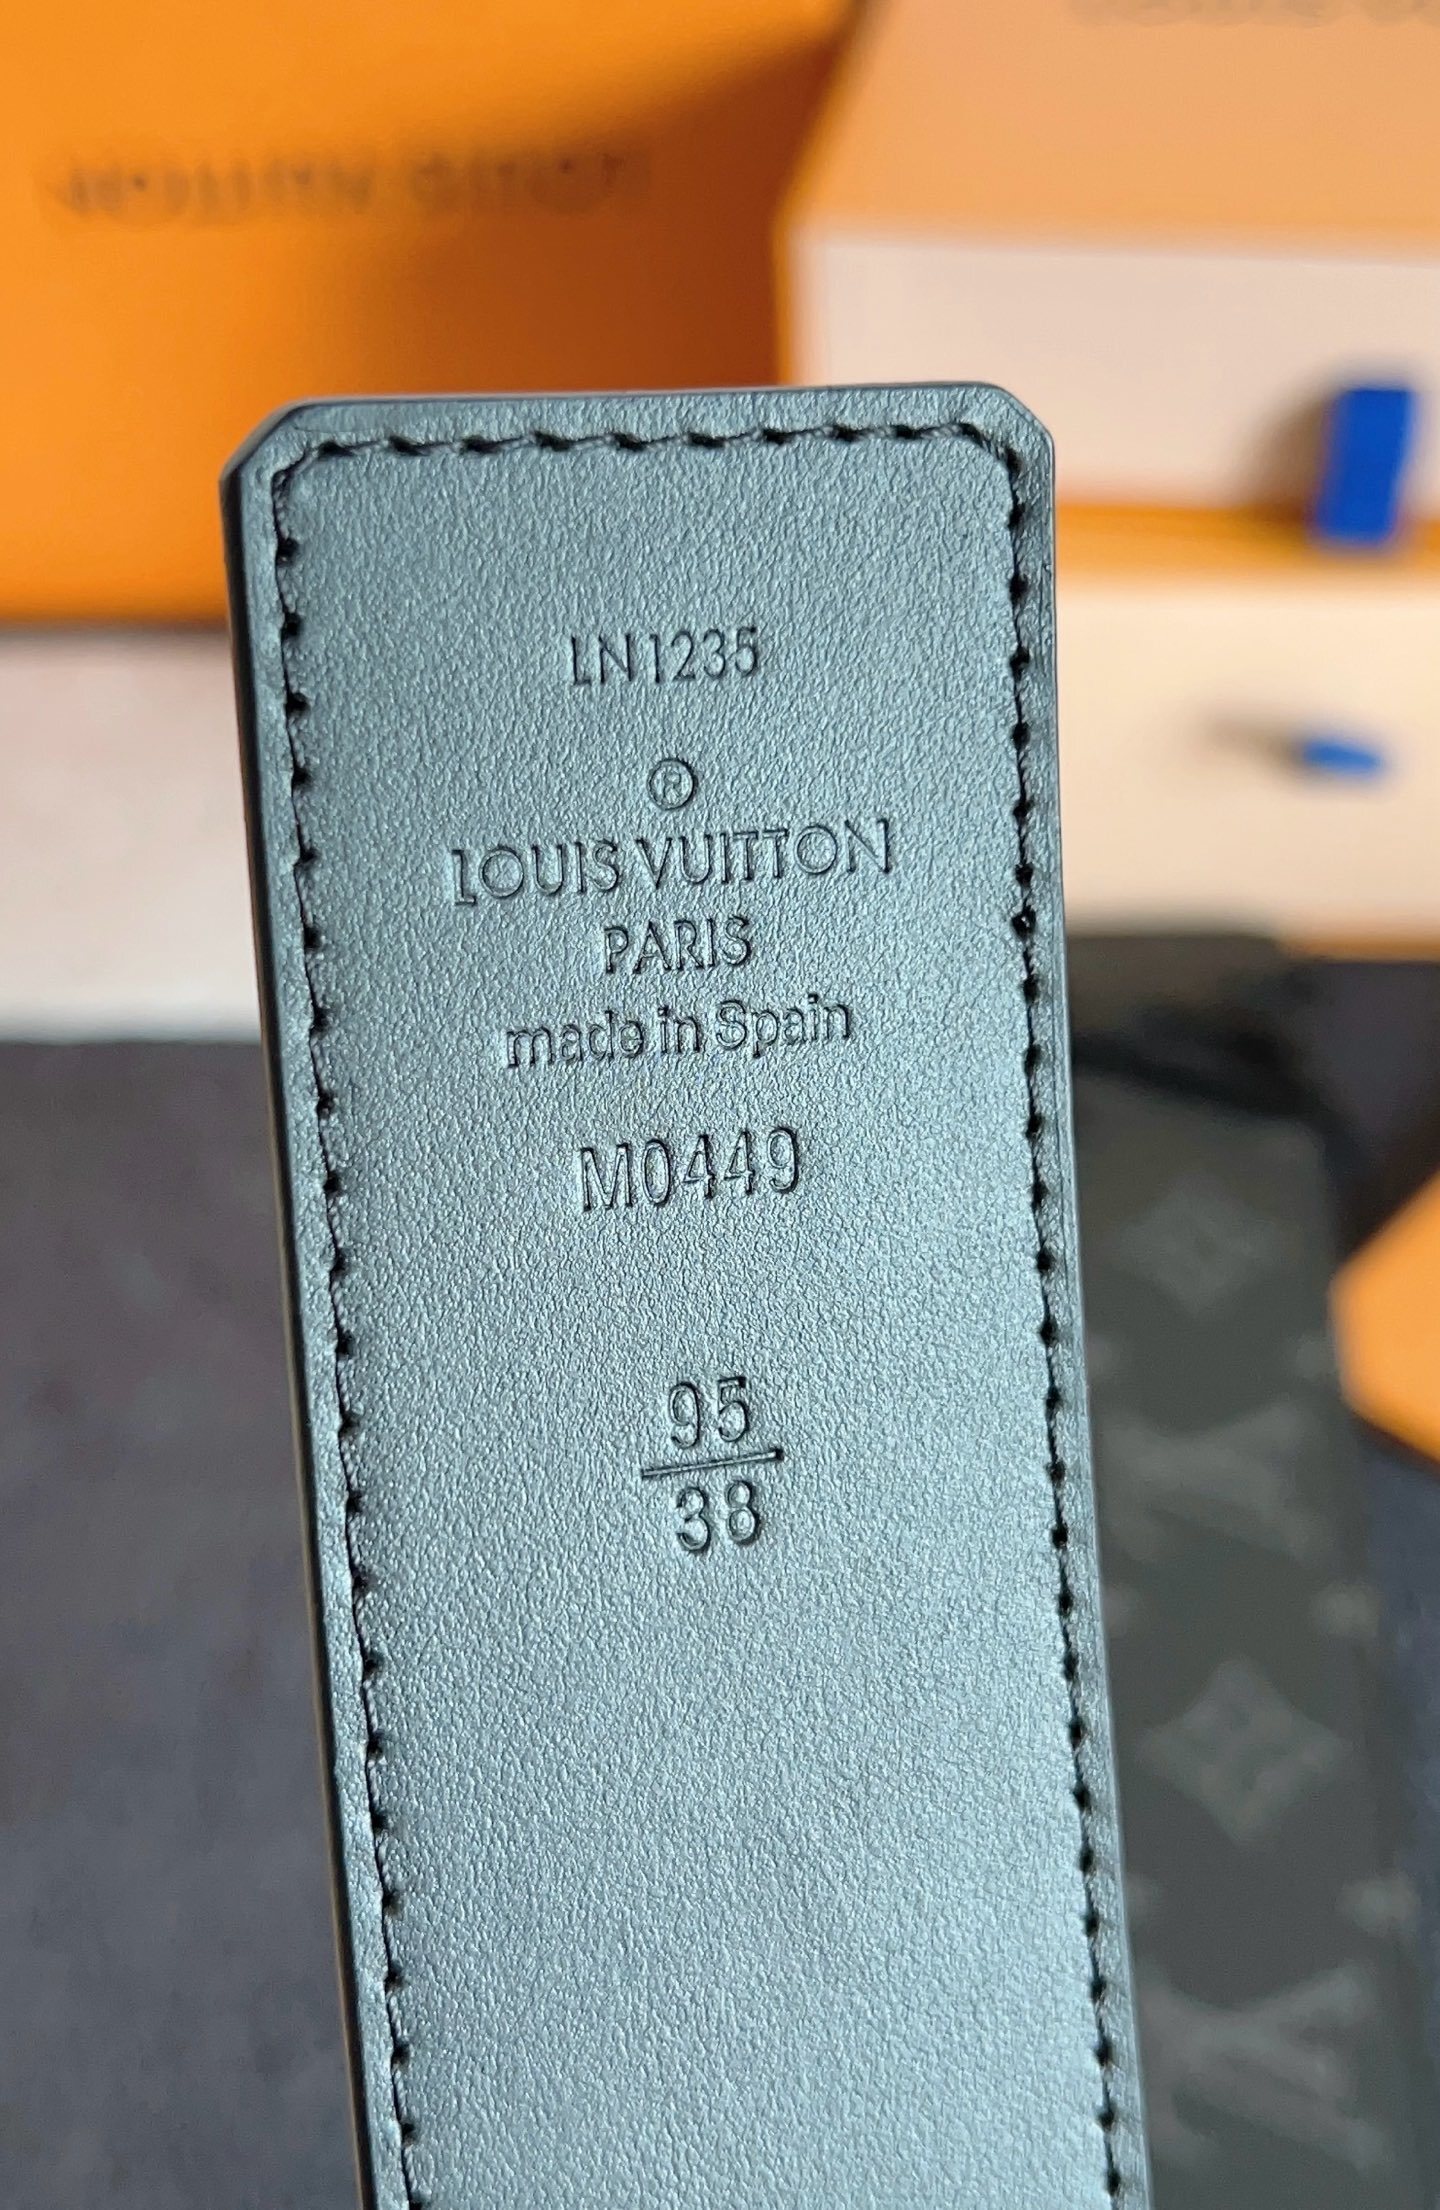 LN1235
®
LOUIS VUITTON
PARIS
made in Spain
M0449
95
38